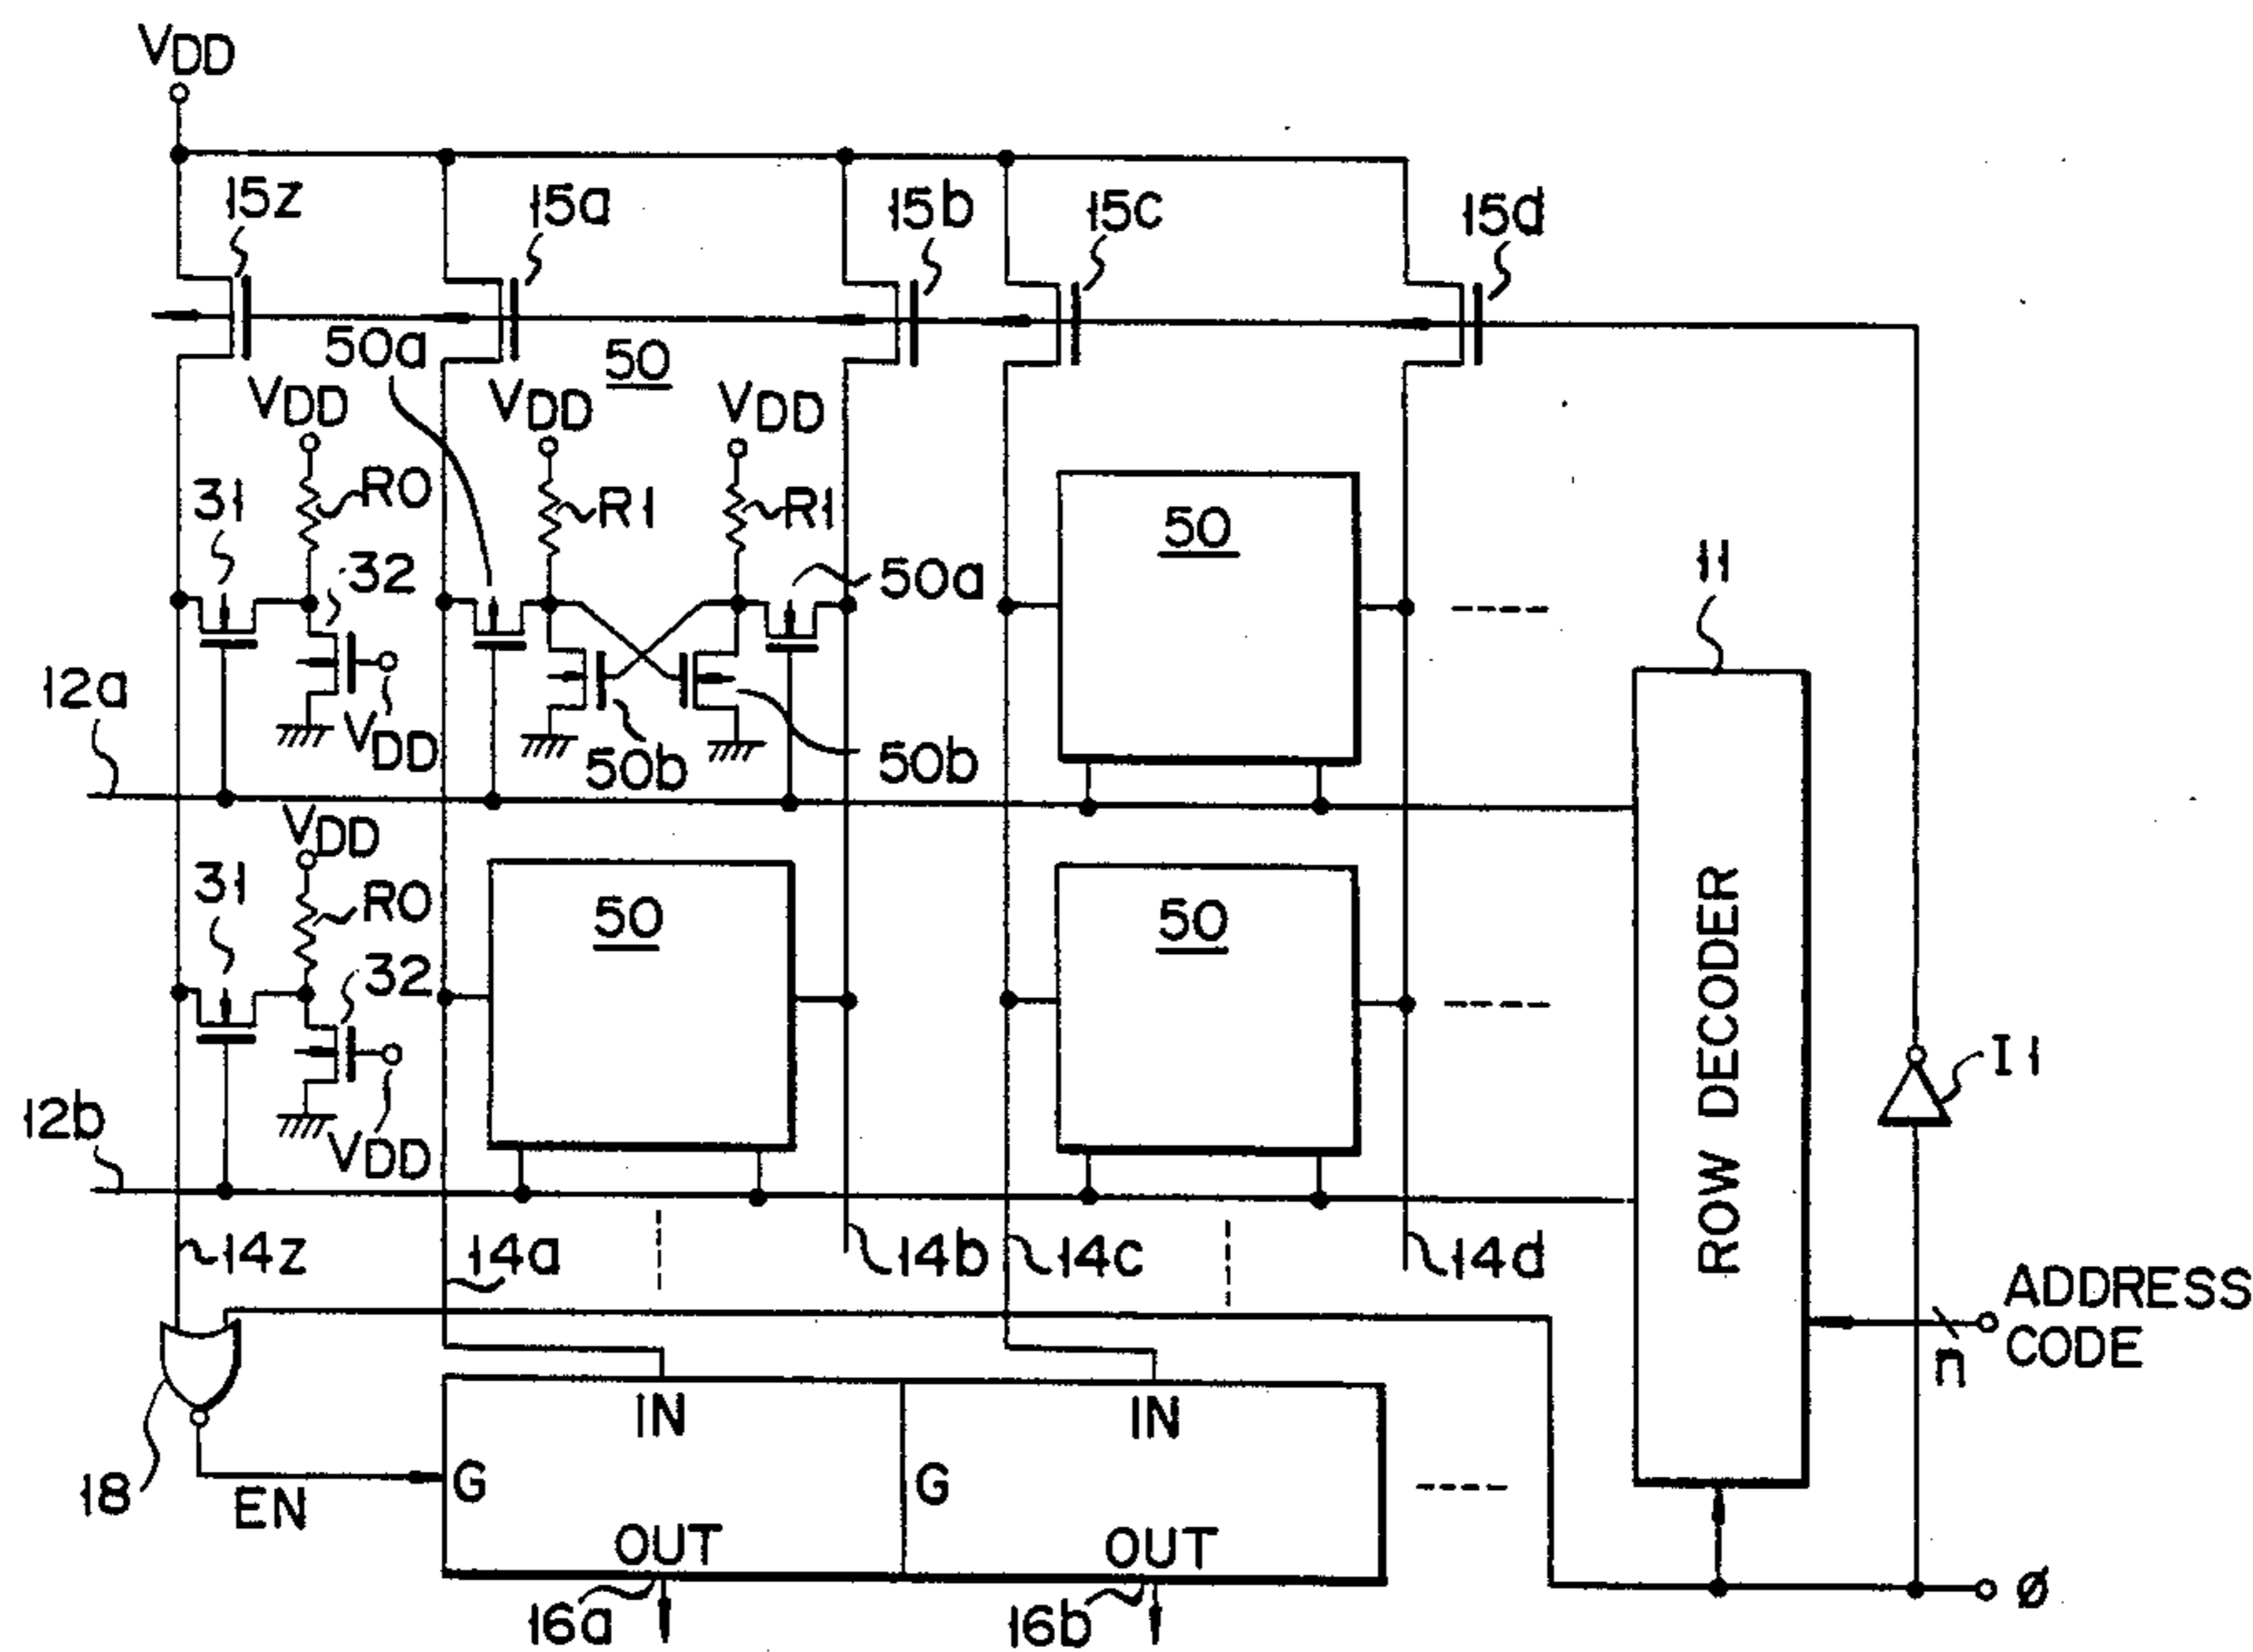 VDD
15z
15a
15b
15c
15d
50a
50
VDD
VDD
VDD
31
R0
R1
R1
50
32
50a
11
12a
VDD
50b
50b
VDD
31
R0
50
50
32
ROW DECODER
I1
12b
VDD
14z
14a
14b
14c
14d
ADDRESS
CODE
n
IN
IN
18
EN
G
G
OUT
OUT
16a
16b
ø